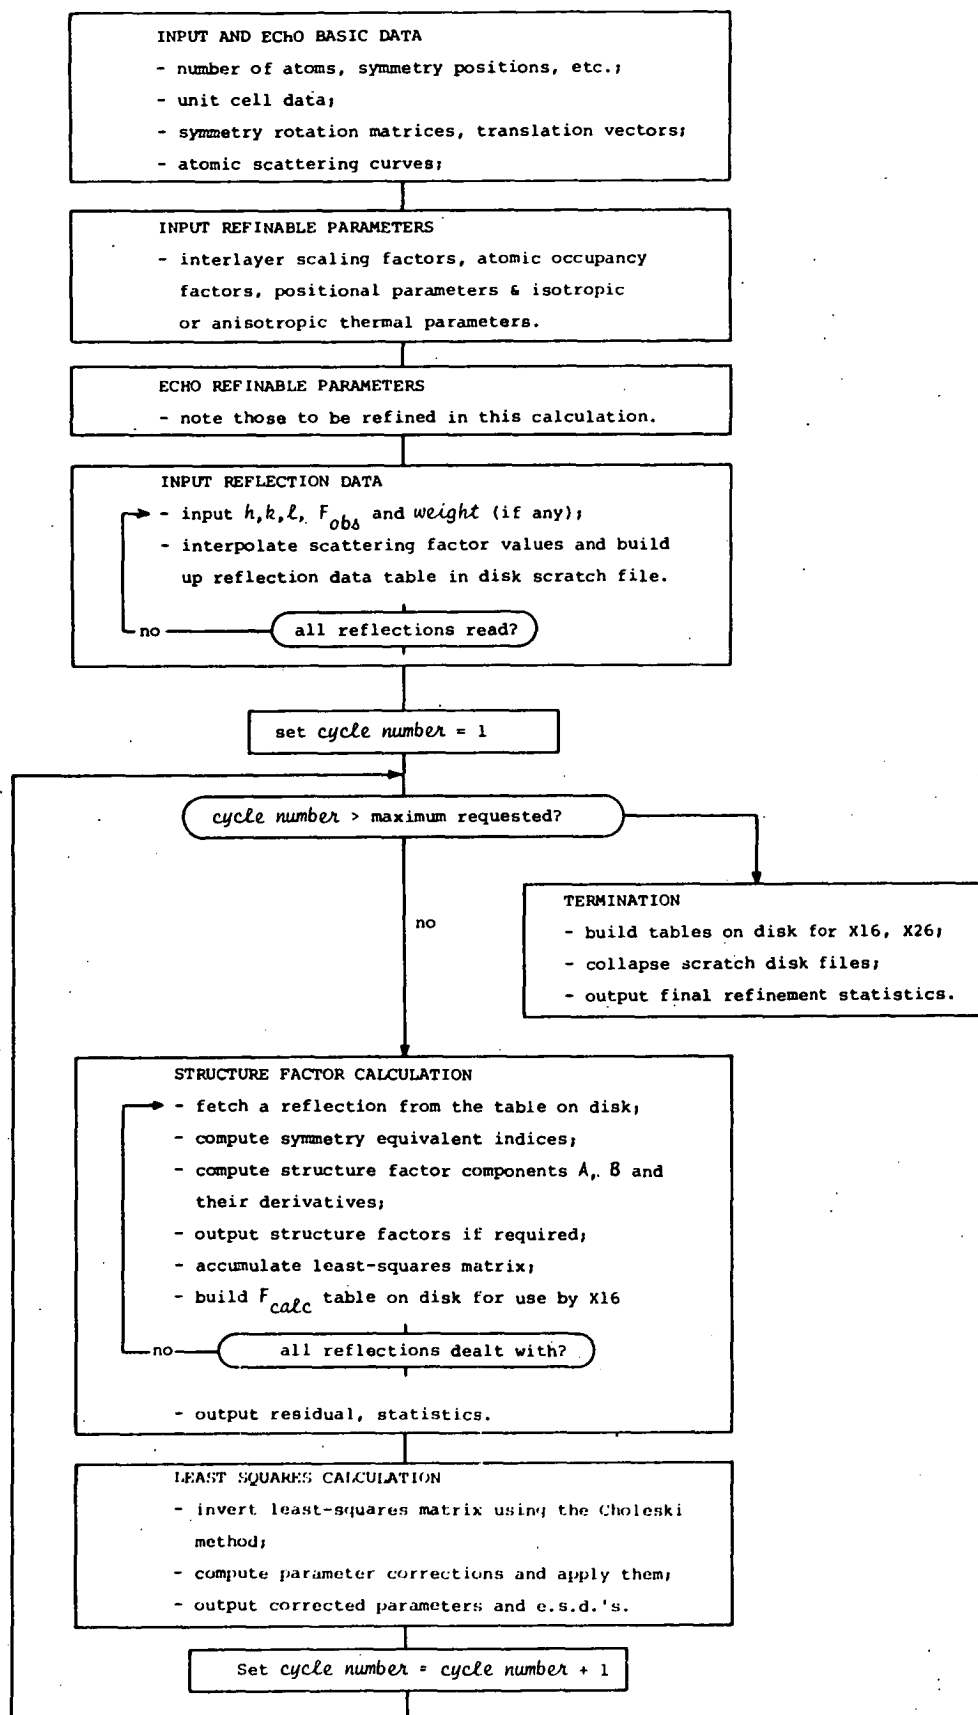 INPUT AND ECHO BASIC DATA
- number of atoms, symmetry positions, etc.;
- unit cell data;
- symmetry rotation matrices, translation vectors;
- atomic scattering curves;
INPUT REFINABLE PARAMETERS
- interlayer scaling factors, atomic occupancy
factors, positional parameters & isotropic
or anisotropic thermal parameters.
ECHO REFINABLE PARAMETERS
- note those to be refined in this calculation.
INPUT REFLECTION DATA
- input h,k,l, F_obs and weight (if any);
- interpolate scattering factor values and build
up reflection data table in disk scratch file.
no
all reflections read?
set cycle number = 1
cycle number > maximum requested?
no
TERMINATION
- build tables on disk for X16, X26;
- collapse scratch disk files;
- output final refinement statistics.
STRUCTURE FACTOR CALCULATION
- fetch a reflection from the table on disk;
- compute symmetry equivalent indices;
- compute structure factor components A, B and
their derivatives;
- output structure factors if required;
- accumulate least-squares matrix;
- build F_calc table on disk for use by X16
no
all reflections dealt with?
- output residual, statistics.
LEAST SQUARES CALCULATION
- invert least-squares matrix using the Choleski
method;
- compute parameter corrections and apply them;
- output corrected parameters and e.s.d.'s.
Set cycle number = cycle number + 1